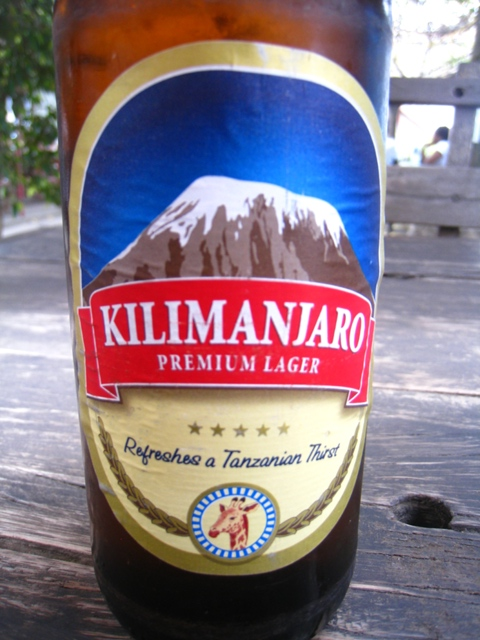 KILIMANJARO
PREMIUM LAGER
Refreshes a Tanzanian Thirst